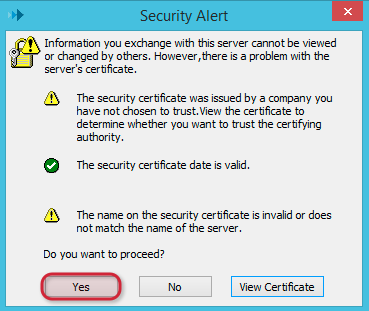 Security Alert
Information you exchange with this server cannot be viewed
or changed by others. However,there is a problem with the
server's certificate.
The security certificate was issued by a company you
have not chosen to trust.View the certificate to
determine whether you want to trust the certifying
authority.
The security certificate date is valid.
The name on the security certificate is invalid or does
not match the name of the server.
Do you want to proceed?
Yes No View Certificate